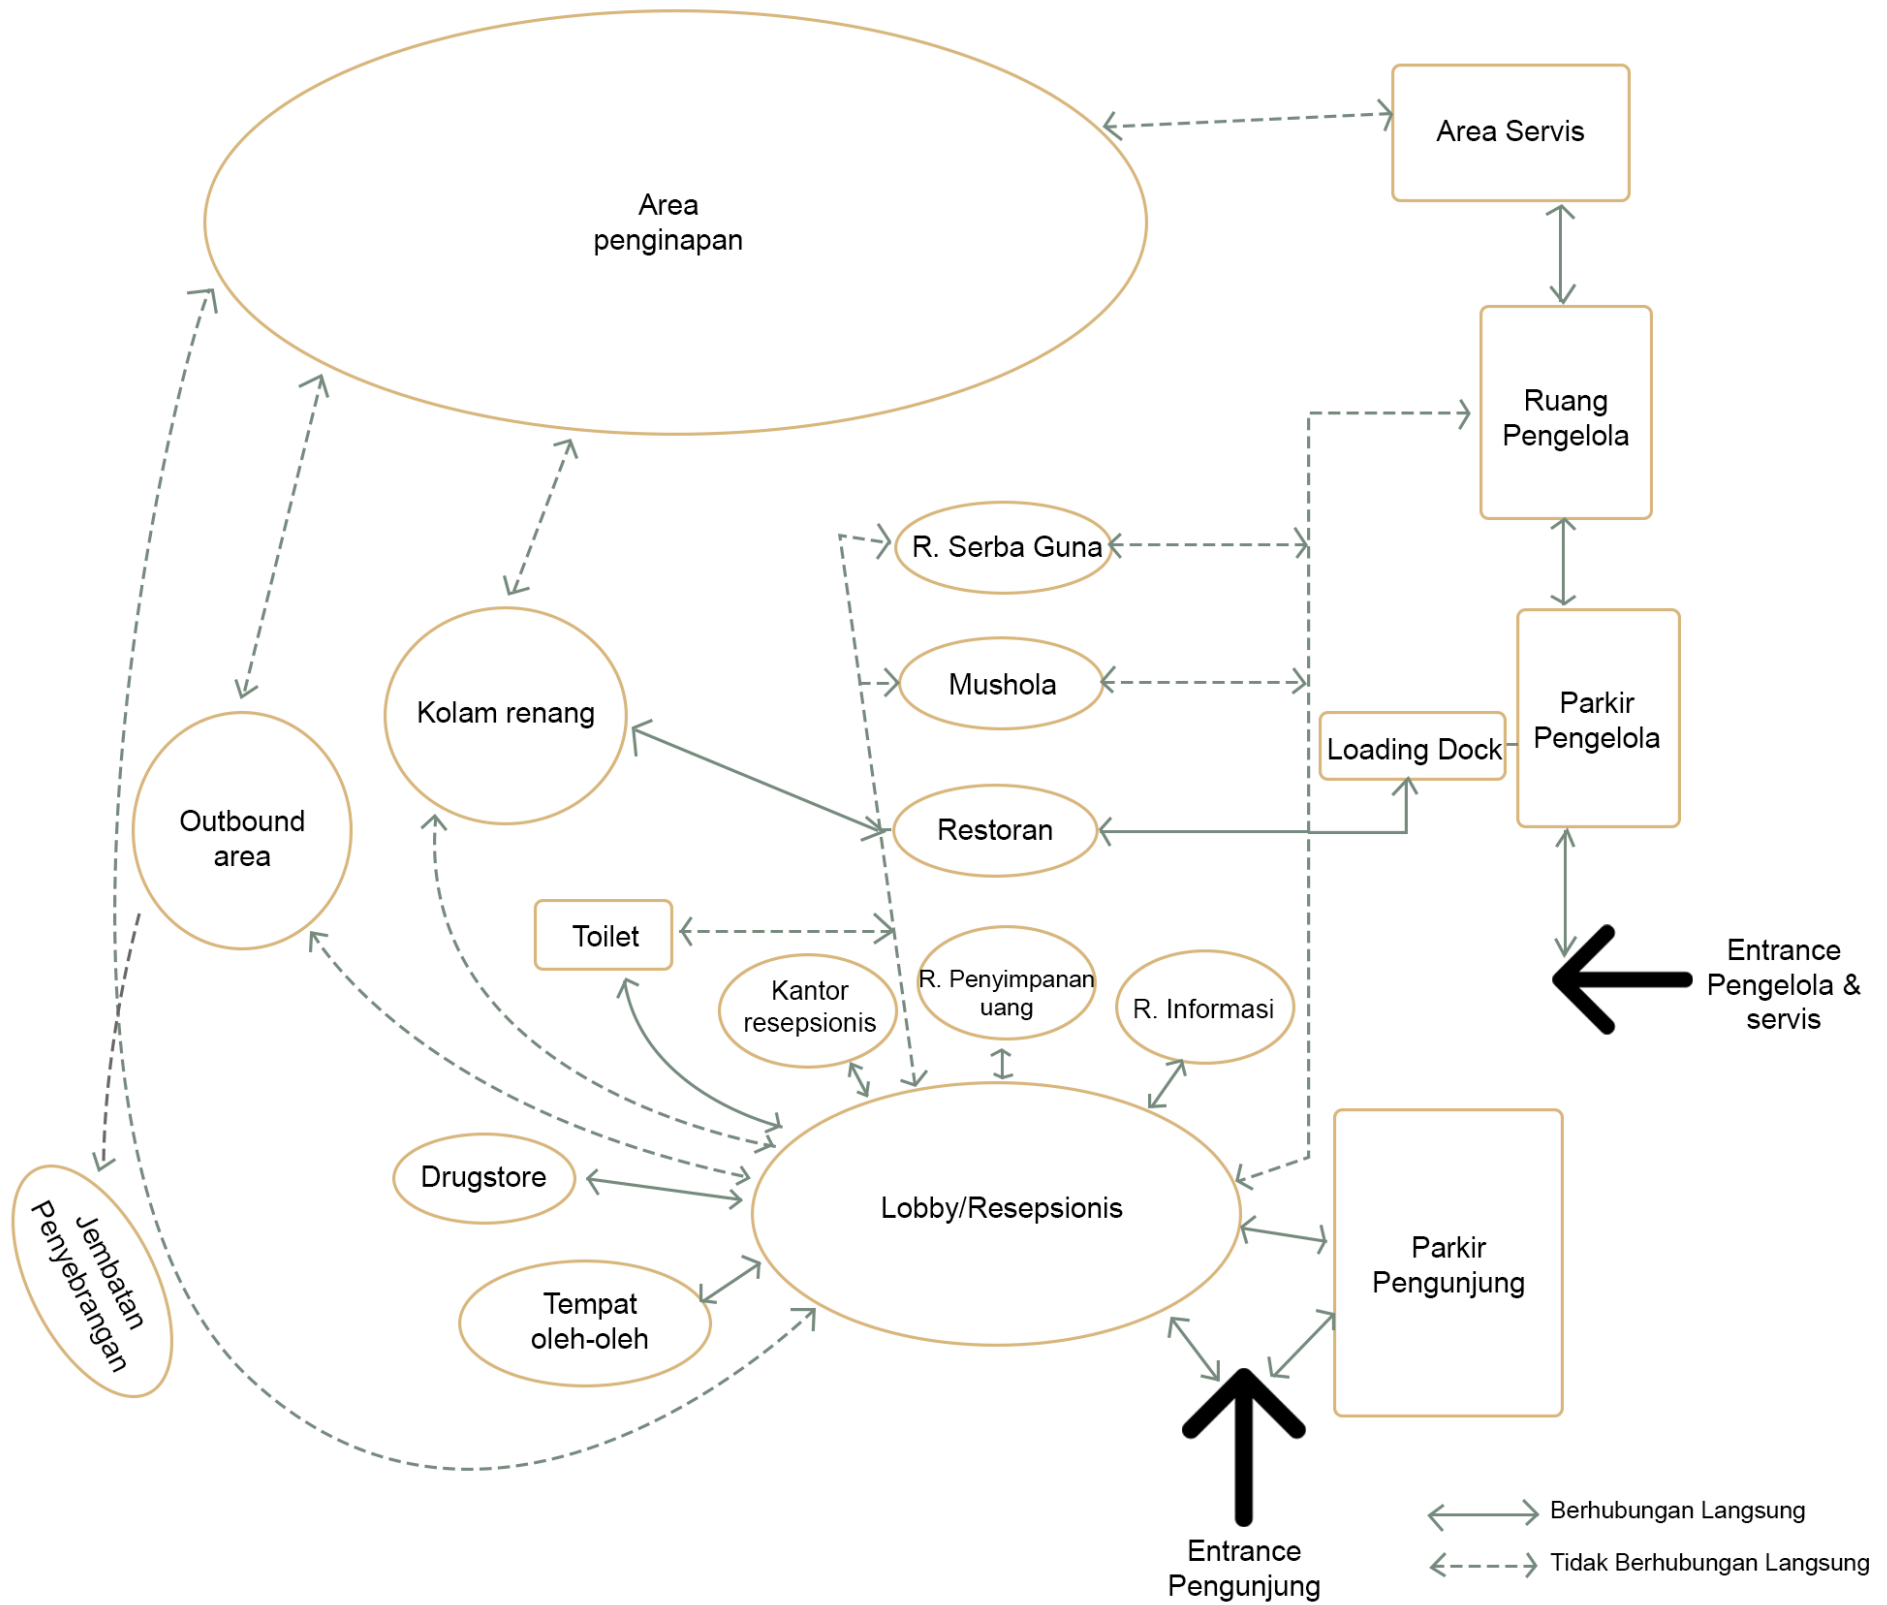 Area Servis
Area
penginapan
Ruang
Pengelola
R. Serba Guna
Mushola
Kolam renang
Parkir
Pengelola
Loading Dock
Outbound
area
Restoran
Toilet
Entrance
Pengelola &
servis
Kantor
resepsionis
R. Penyimpanan
uang
R. Informasi
Drugstore
Lobby/Resepsionis
Jembatan
Penyebrangan
Parkir
Pengunjung
Tempat
oleh-oleh
Entrance
Pengunjung
Berhubungan Langsung
Tidak Berhubungan Langsung